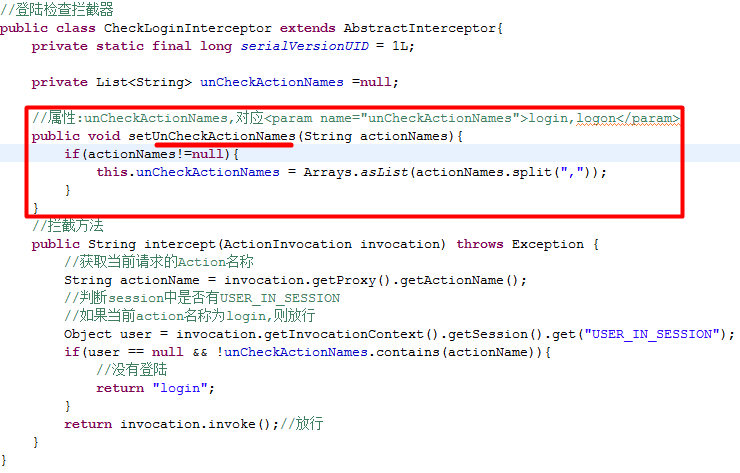 //登陆检查拦截器
public class CheckLoginInterceptor extends AbstractInterceptor{
private static final long serialVersionUID = 1L;
private List<String> unCheckActionNames =null;
//属性:unCheckActionNames,对应<param name="unCheckActionNames">login,logon</param>
public void setUnCheckActionNames(String actionNames){
if(actionNames!=null){
this.unCheckActionNames = Arrays.asList(actionNames.split(","));
}
}
//拦截方法
public String intercept(ActionInvocation invocation) throws Exception {
//获取当前请求的Action名称
String actionName = invocation.getProxy().getActionName();
//判断session中是否有USER_IN_SESSION
//如果当前action名称为login,则放行
Object user = invocation.getInvocationContext().getSession().get("USER_IN_SESSION");
if(user == null && !unCheckActionNames.contains(actionName)){
//没有登陆
return "login";
}
return invocation.invoke();//放行
}
}